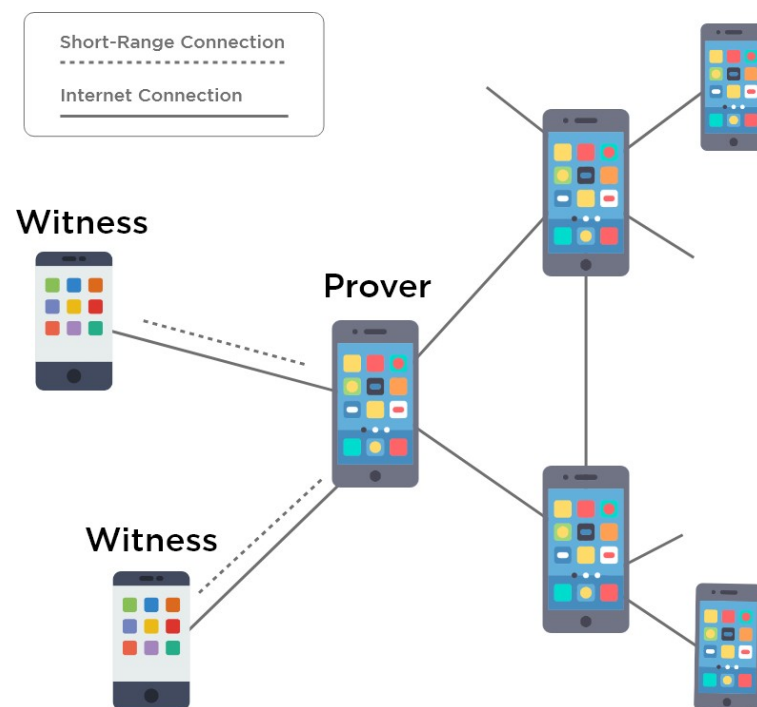 Short-Range Connection
Internet Connection
Witness
Prover
Witness